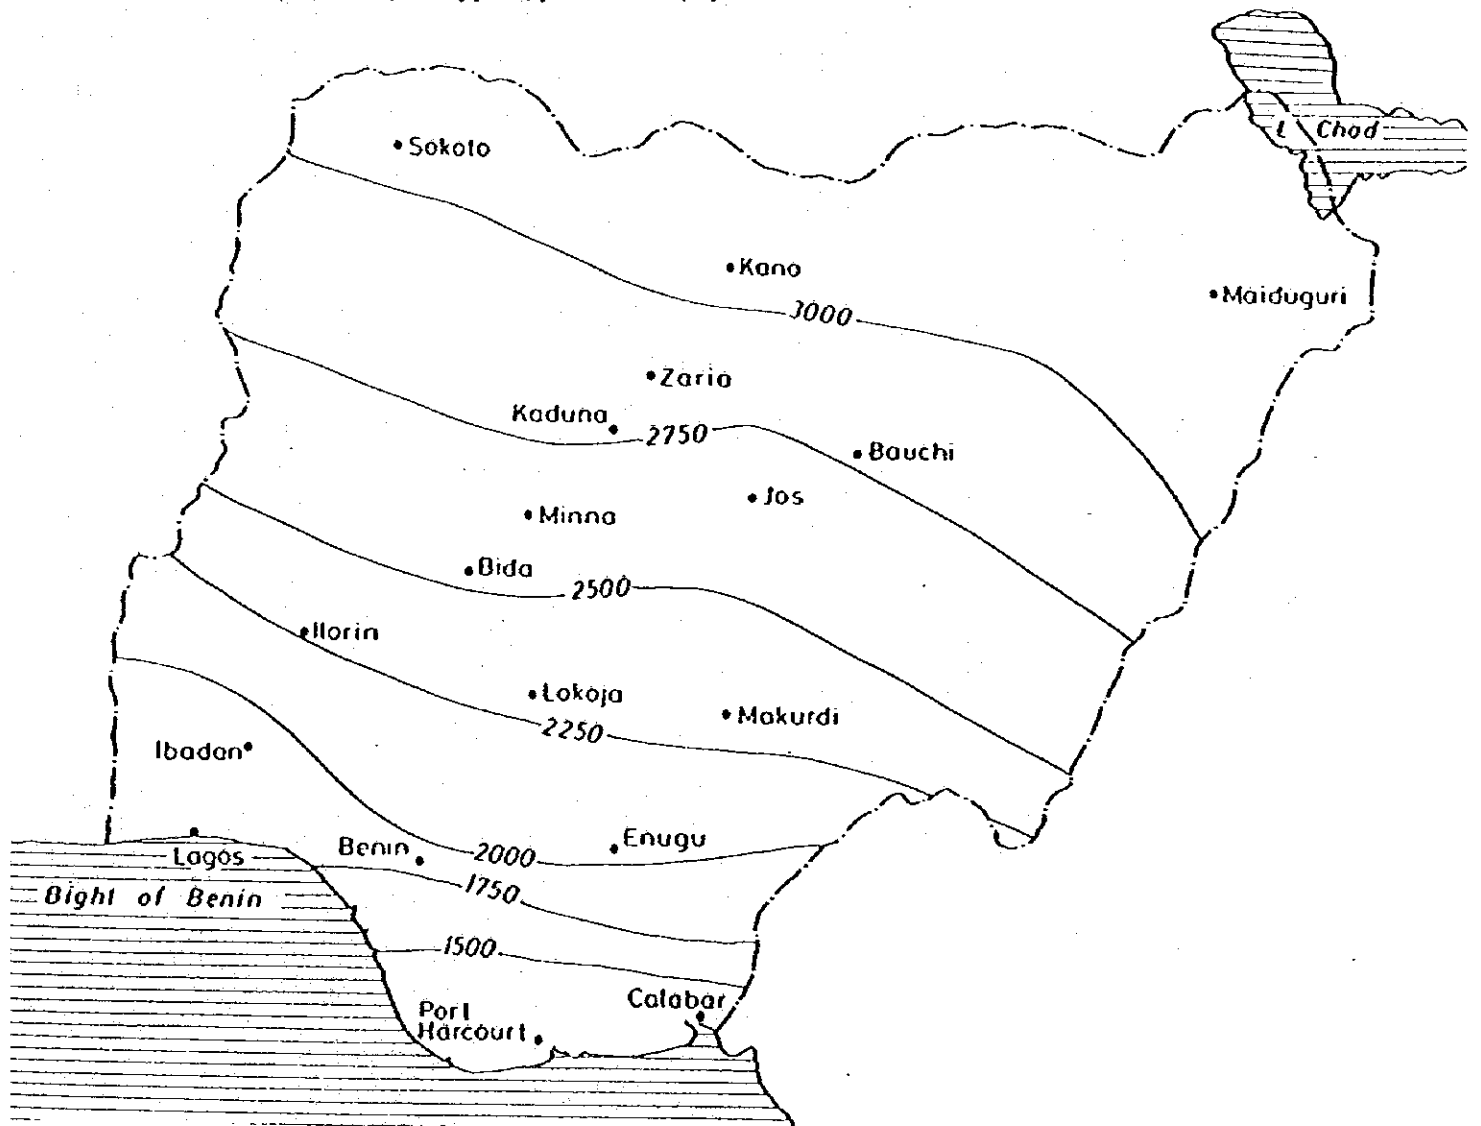 L Chad
Sokoto
Kano
Maiduguri
3000
Zaria
Kaduna
2750
Bauchi
Jos
Minna
Bida
2500
Ilorin
Lokoja
Makurdi
2250
Ibadan
Enugu
Benin
2000
Lagos
1750
Bight of Benin
1500
Calabar
Port
Harcourt